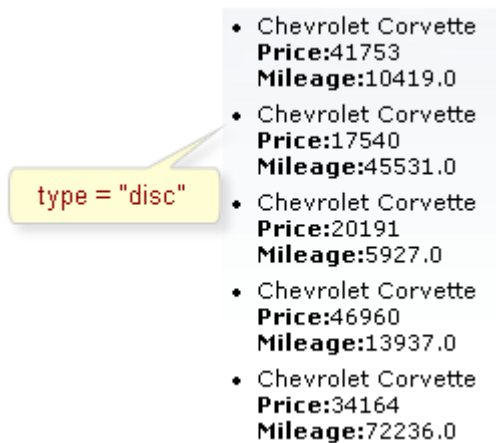 • Chevrolet Corvette
Price:41753
Mileage:10419.0
• Chevrolet Corvette
Price:17540
Mileage:45531.0
type = "disc"
• Chevrolet Corvette
Price:20191
Mileage:5927.0
• Chevrolet Corvette
Price:46960
Mileage:13937.0
• Chevrolet Corvette
Price:34164
Mileage:72236.0